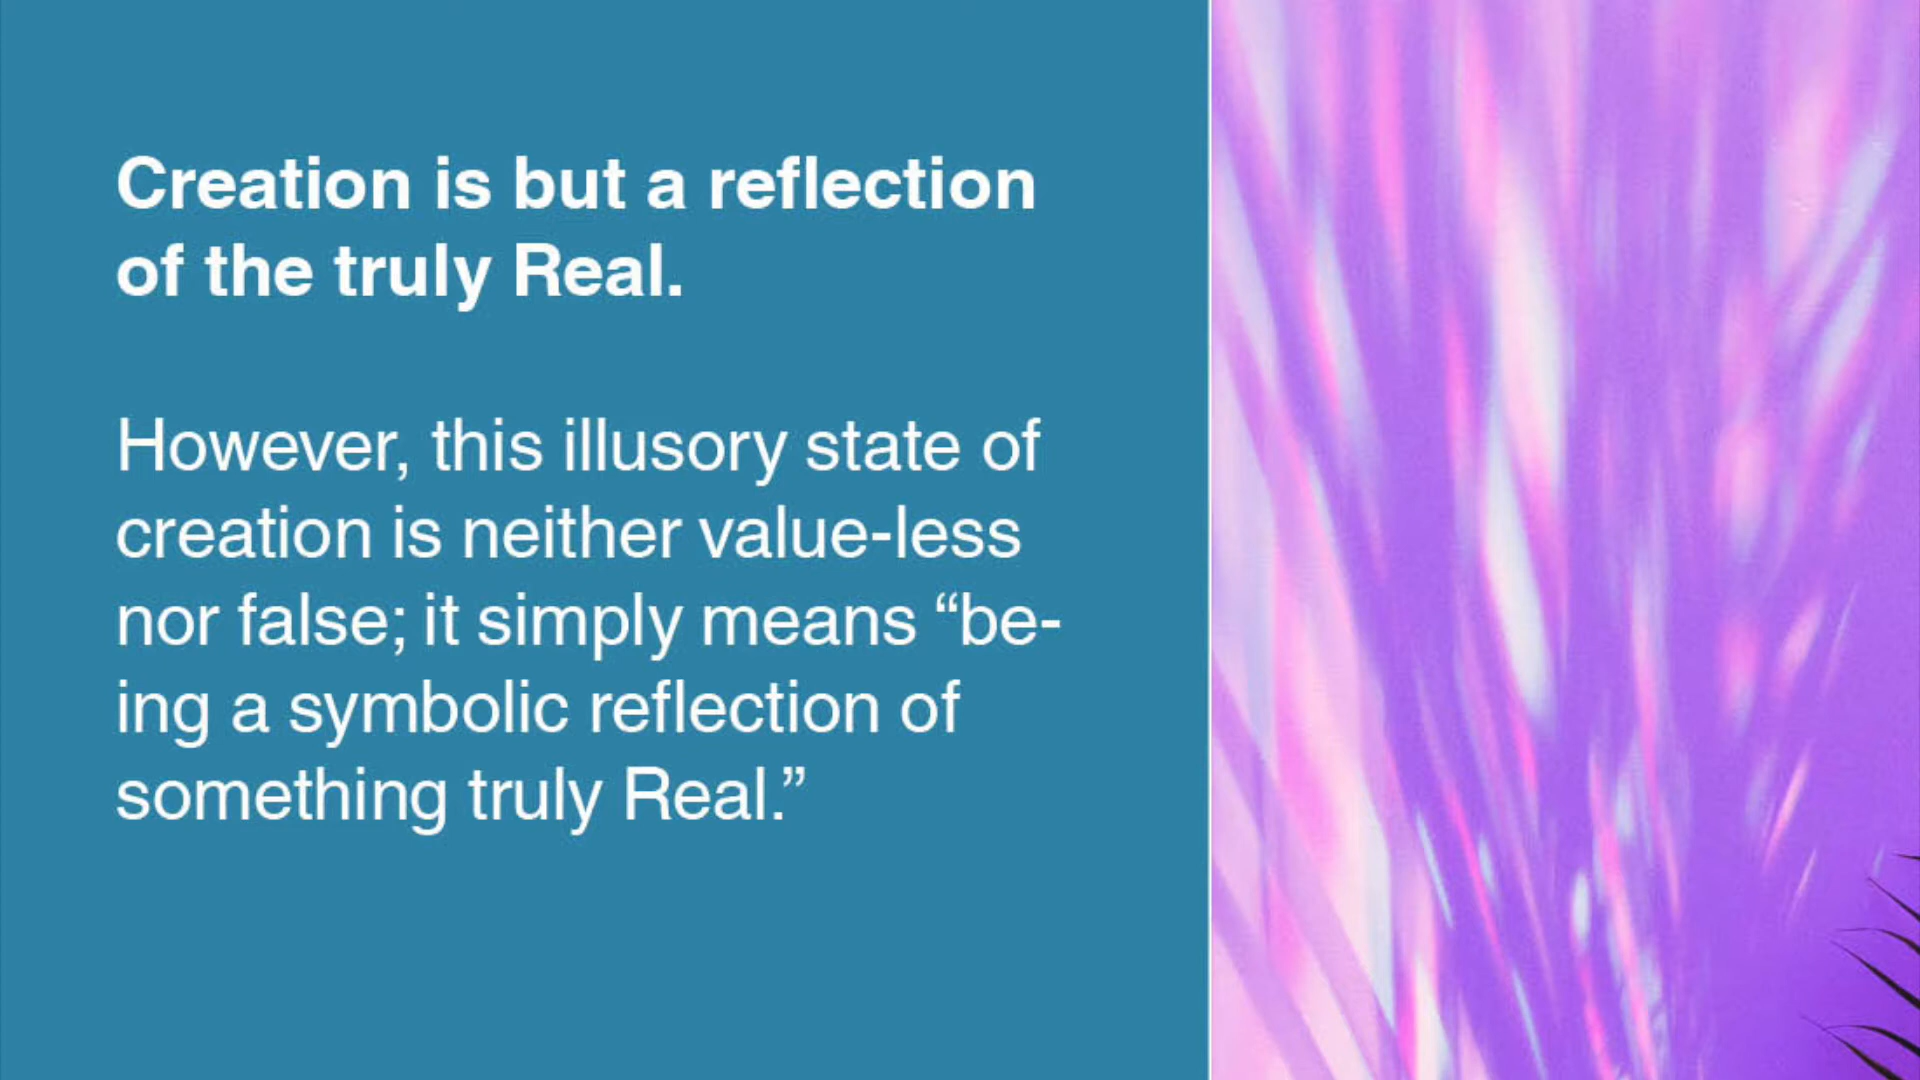 Creation is but a reflection
of the truly Real.
However, this illusory state of
creation is neither value-less
nor false; it simply means “be-
ing a symbolic reflection of
something truly Real.”